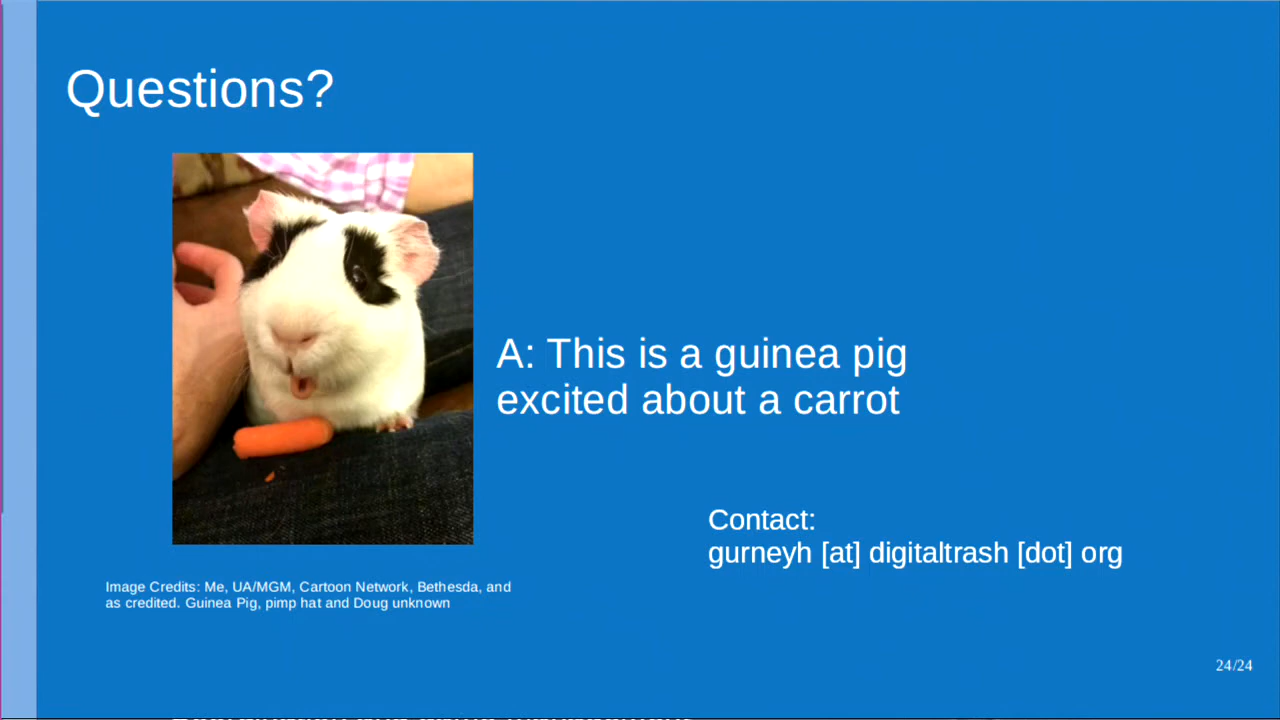 Questions?
A: This is a guinea pig
excited about a carrot
Contact:
gurneyh [at] digitaltrash [dot] org
Image Credits: Me, UA/MGM, Cartoon Network, Bethesda, and
as credited. Guinea Pig, pimp hat and Doug unknown
24/24